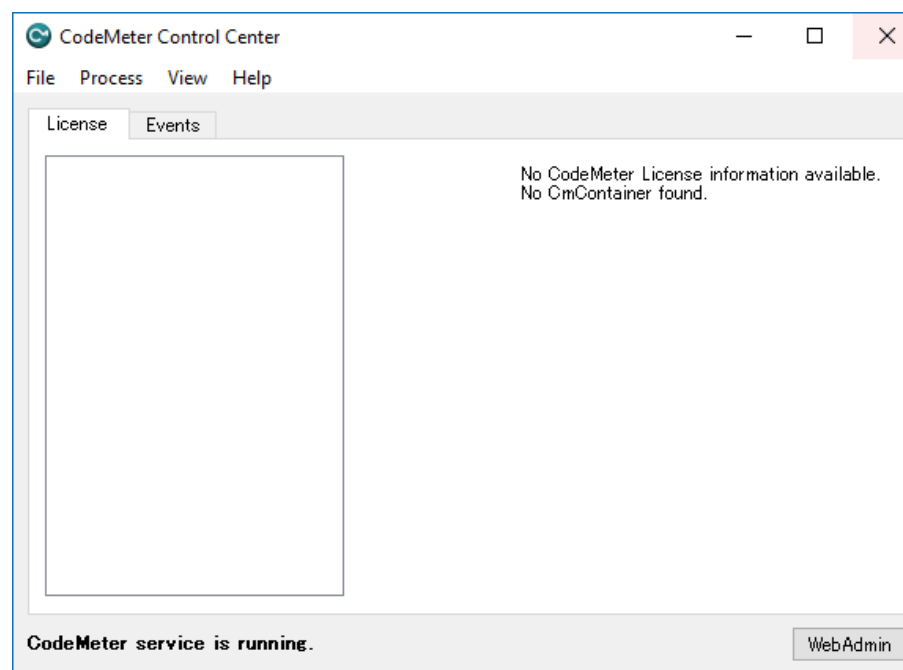 CodeMeter Control Center
File Process View Help
License Events
No CodeMeter License information available.
No CmContainer found.
CodeMeter service is running.
WebAdmin